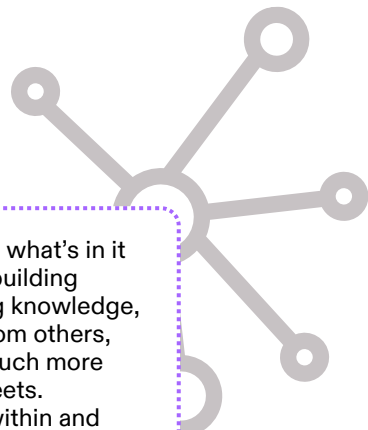 what's in it
building
knowledge,
om others,
uch more
eets.
within and